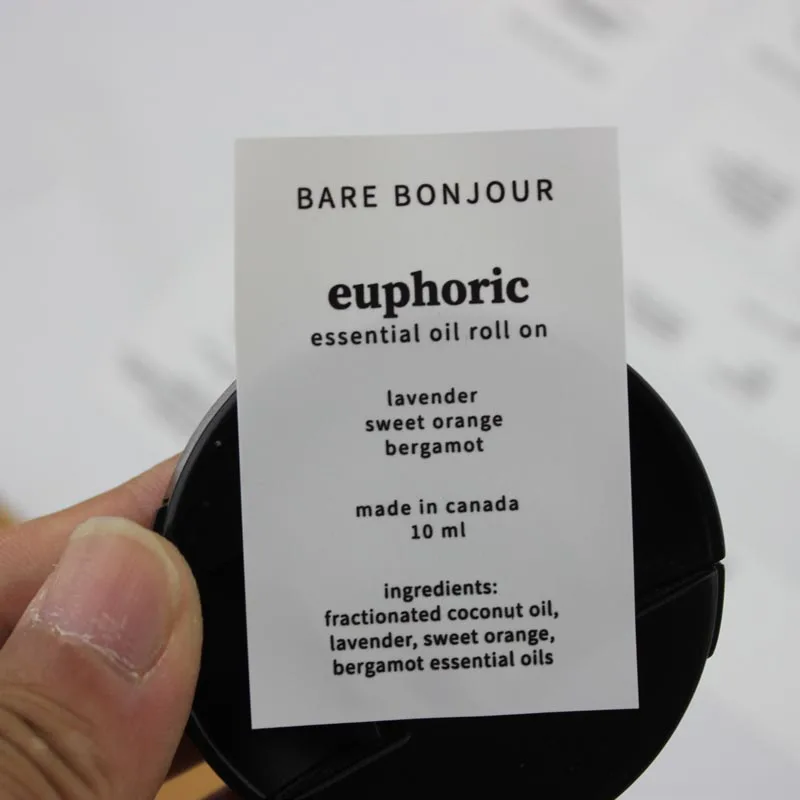 BARE BONJOUR
euphoric
essential oil roll on
lavender
sweet orange
bergamot
made in canada
10 ml
ingredients:
fractionated coconut oil,
lavender, sweet orange,
bergamot essential oils